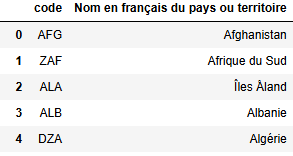 code Nom en français du pays ou territoire
0 AFG Afghanistan
1 ZAF Afrique du Sud
2 ALA Îles Åland
3 ALB Albanie
4 DZA Algérie